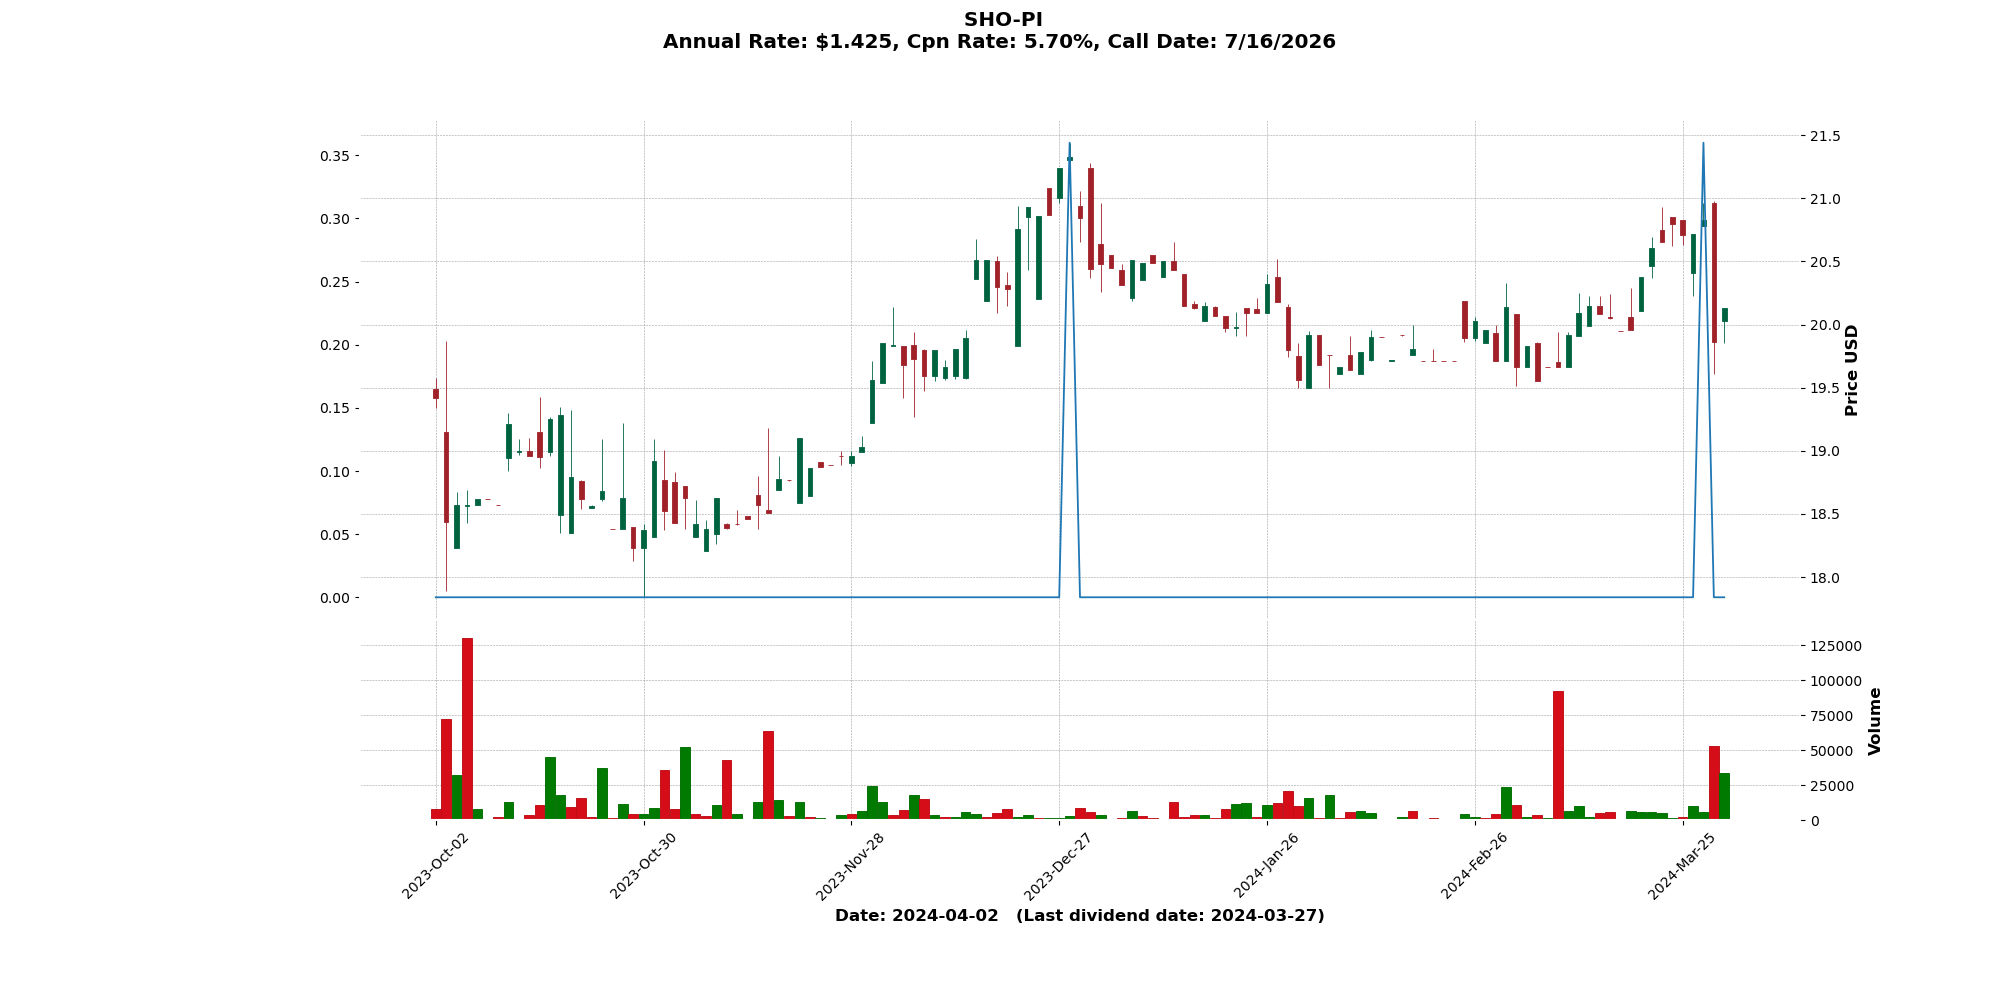 SHO-PI
Annual Rate: $1.425, Cpn Rate: 5.70%, Call Date: 7/16/2026
0.35
0.30
0.25
0.20
0.15
0.10
0.05
0.00
21.5
21.0
20.5
20.0
19.5
19.0
18.5
18.0
Price USD
125000
100000
75000
50000
25000
0
Volume
2023-Oct-02
2023-Oct-30
2023-Nov-28
2023-Dec-27
2024-Jan-26
2024-Feb-26
2024-Mar-25
Date: 2024-04-02 (Last dividend date: 2024-03-27)